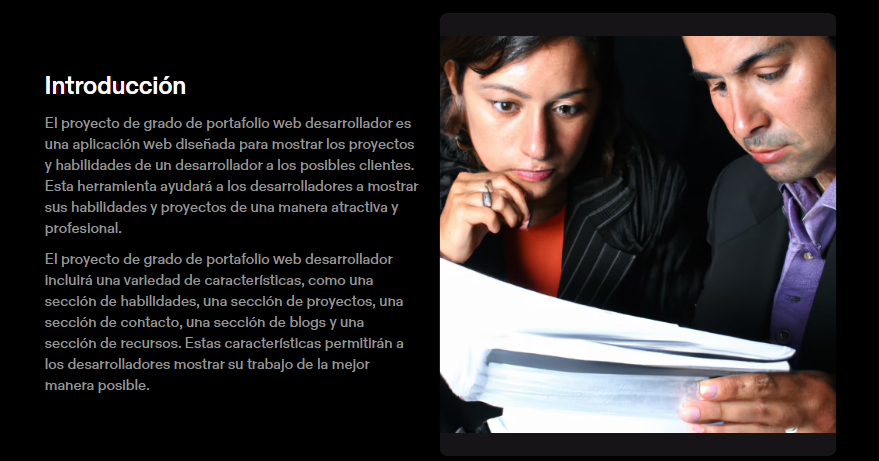 Introducción
El proyecto de grado de portafolio web desarrollador es
una aplicación web diseñada para mostrar los proyectos
y habilidades de un desarrollador a los posibles clientes.
Esta herramienta ayudará a los desarrolladores a mostrar
sus habilidades y proyectos de una manera atractiva y
profesional.
El proyecto de grado de portafolio web desarrollador
incluirá una variedad de características, como una
sección de habilidades, una sección de proyectos, una
sección de contacto, una sección de blogs y una
sección de recursos. Estas características permitirán a
los desarrolladores mostrar su trabajo de la mejor
manera posible.